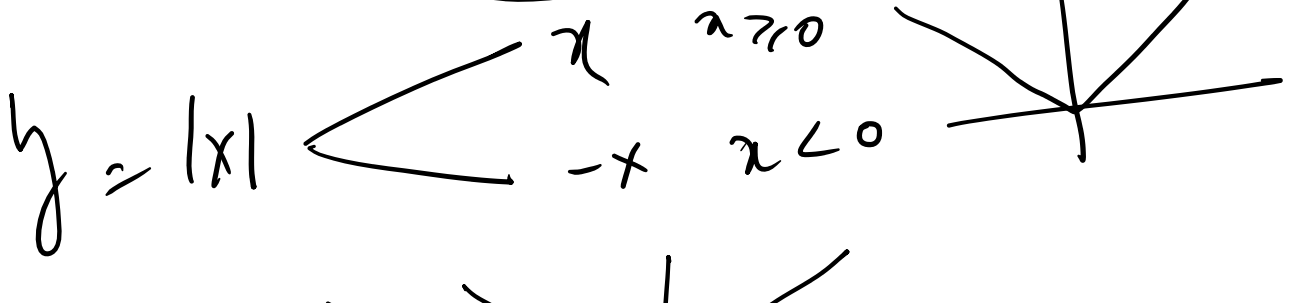 x x ⩾ 0
y = |x|
-x x < 0